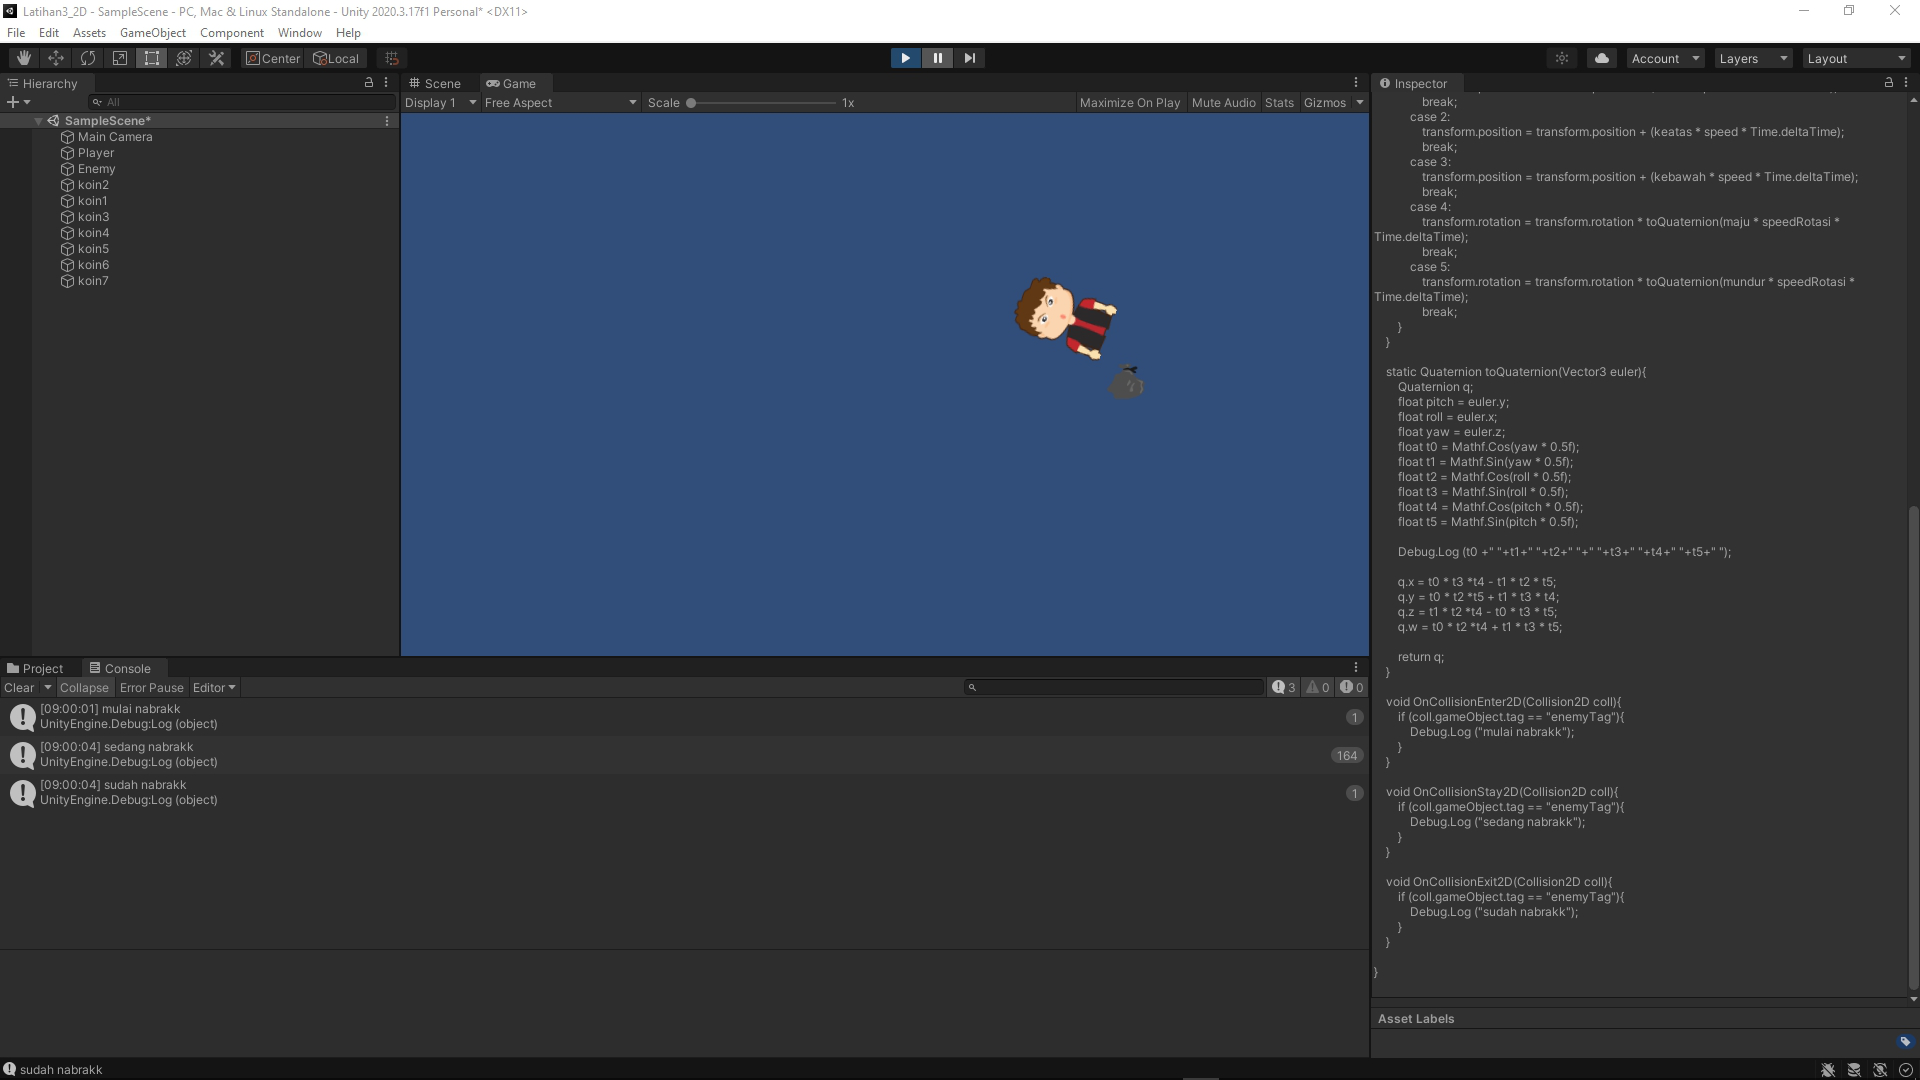 Latihan3_2D - SampleScene - PC, Mac & Linux Standalone - Unity 2020.3.17f1 Personal* <DX11>
File Edit Assets GameObject Component Window Help
Center Local
Account Layers Layout
Hierarchy
All
SampleScene*
Main Camera
Player
Enemy
koin2
koin1
koin3
koin4
koin5
koin6
koin7
Scene Game
Display 1 Free Aspect Scale 1x Maximize On Play Mute Audio Stats Gizmos
Project Console
Clear Collapse Error Pause Editor 3 0 0
[09:00:01] mulai nabrakk
UnityEngine.Debug:Log (object)
1
[09:00:04] sedang nabrakk
UnityEngine.Debug:Log (object)
164
[09:00:04] sudah nabrakk
UnityEngine.Debug:Log (object)
1
Inspector
break;
case 2:
transform.position = transform.position + (keatas * speed * Time.deltaTime);
break;
case 3:
transform.position = transform.position + (kebawah * speed * Time.deltaTime);
break;
case 4:
transform.rotation = transform.rotation * toQuaternion(maju * speedRotasi *
Time.deltaTime);
break;
case 5:
transform.rotation = transform.rotation * toQuaternion(mundur * speedRotasi *
Time.deltaTime);
break;
}
}
static Quaternion toQuaternion(Vector3 euler){
Quaternion q;
float pitch = euler.y;
float roll = euler.x;
float yaw = euler.z;
float t0 = Mathf.Cos(yaw * 0.5f);
float t1 = Mathf.Sin(yaw * 0.5f);
float t2 = Mathf.Cos(roll * 0.5f);
float t3 = Mathf.Sin(roll * 0.5f);
float t4 = Mathf.Cos(pitch * 0.5f);
float t5 = Mathf.Sin(pitch * 0.5f);
Debug.Log (t0 +" "+t1+" "+t2+" "+" "+t3+" "+t4+" "+t5+" ");
q.x = t0 * t3 *t4 - t1 * t2 * t5;
q.y = t0 * t2 *t5 + t1 * t3 * t4;
q.z = t1 * t2 *t4 - t0 * t3 * t5;
q.w = t0 * t2 *t4 + t1 * t3 * t5;
return q;
}
void OnCollisionEnter2D(Collision2D coll){
if (coll.gameObject.tag == "enemyTag"){
Debug.Log ("mulai nabrakk");
}
}
void OnCollisionStay2D(Collision2D coll){
if (coll.gameObject.tag == "enemyTag"){
Debug.Log ("sedang nabrakk");
}
}
void OnCollisionExit2D(Collision2D coll){
if (coll.gameObject.tag == "enemyTag"){
Debug.Log ("sudah nabrakk");
}
}
}
Asset Labels
sudah nabrakk